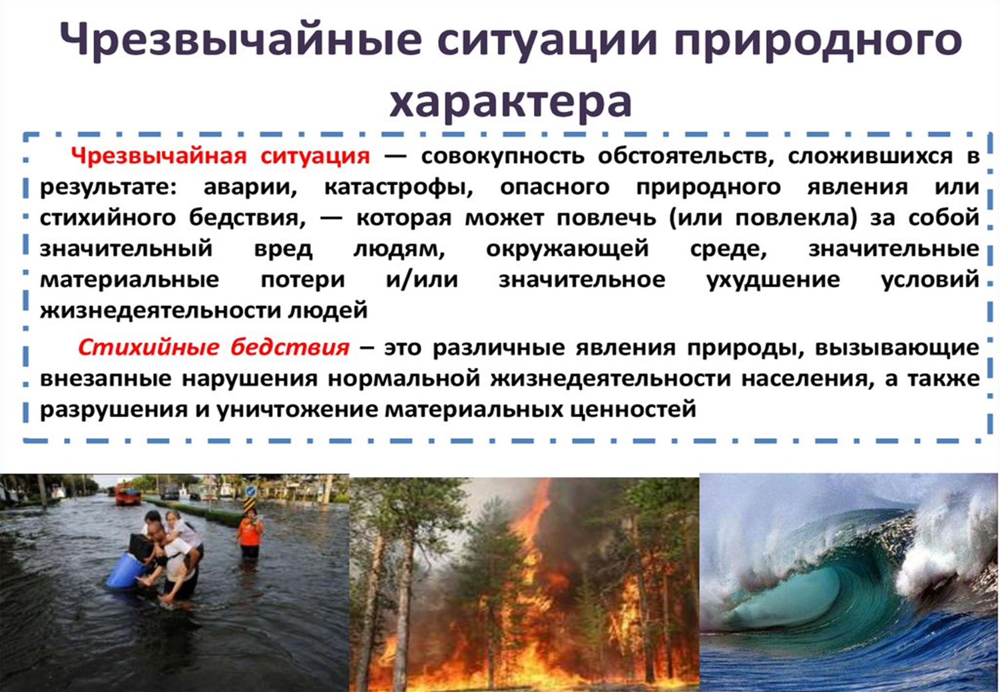 Чрезвычайные ситуации природного
характера
Чрезвычайная ситуация — совокупность обстоятельств, сложившихся в
результате: аварии, катастрофы, опасного природного явления или
стихийного бедствия, — которая может повлечь (или повлекла) за собой
значительный вред людям, окружающей среде, значительные
материальные потери и/или значительное ухудшение условий
жизнедеятельности людей
Стихийные бедствия – это различные явления природы, вызывающие
внезапные нарушения нормальной жизнедеятельности населения, а также
разрушения и уничтожение материальных ценностей